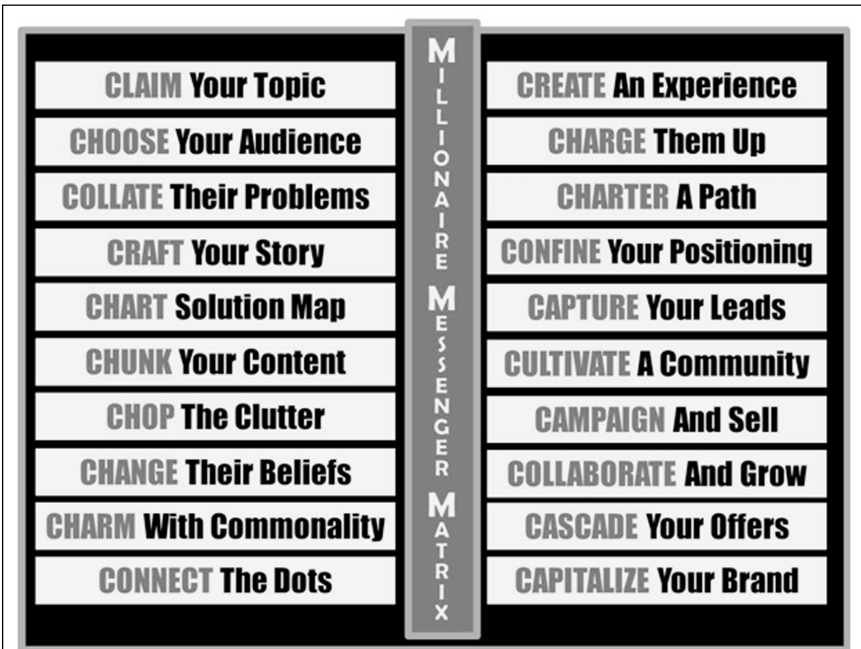 CLAIM Your Topic
CHOOSE Your Audience
COLLATE Their Problems
CRAFT Your Story
CHART Solution Map
CHUNK Your Content
CHOP The Clutter
CHANGE Their Beliefs
CHARM With Commonality
CONNECT The Dots
MILLIONAIRE MESSENGER MATRIX
CREATE An Experience
CHARGE Them Up
CHARTER A Path
CONFINE Your Positioning
CAPTURE Your Leads
CULTIVATE A Community
CAMPAIGN And Sell
COLLABORATE And Grow
CASCADE Your Offers
CAPITALIZE Your Brand